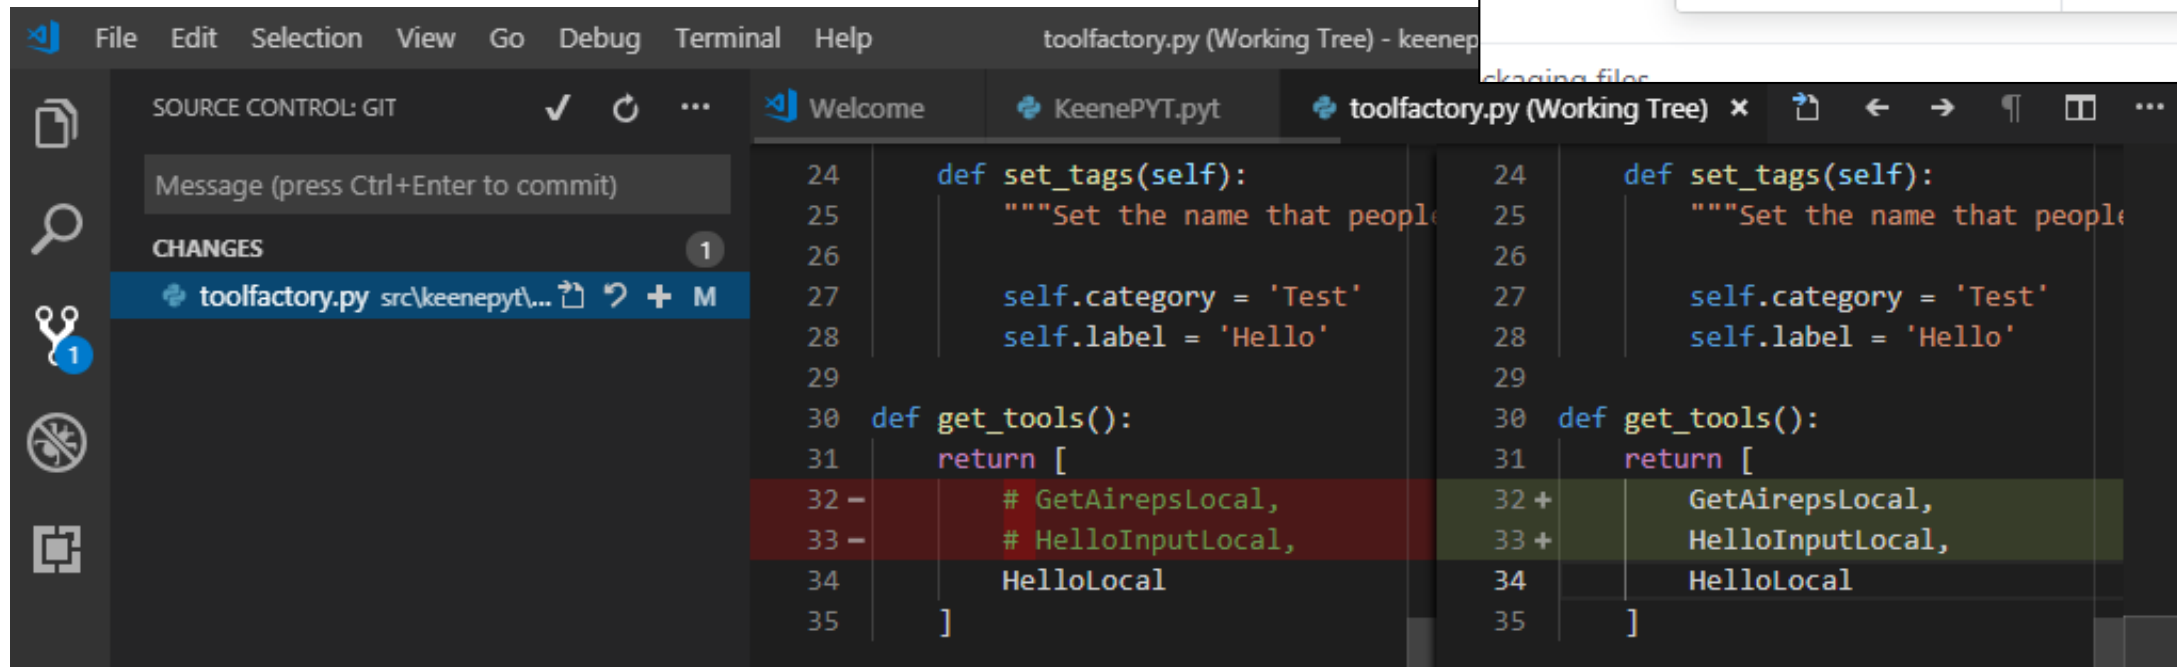 File Edit Selection View Go Debug Terminal Help toolfactory.py (Working Tree) - keenep
files
SOURCE CONTROL: GIT
Welcome KeenePYT.pyt toolfactory.py (Working Tree)
Message (press Ctrl+Enter to commit)
CHANGES 1
toolfactory.py src\keenepyt\... M
1
24 def set_tags(self):
25 """Set the name that people
26
27 self.category = 'Test'
28 self.label = 'Hello'
29
30 def get_tools():
31 return [
32 - # GetAirepsLocal,
33 - # HelloInputLocal,
34 HelloLocal
35 ]
24 def set_tags(self):
25 """Set the name that people
26
27 self.category = 'Test'
28 self.label = 'Hello'
29
30 def get_tools():
31 return [
32 + GetAirepsLocal,
33 + HelloInputLocal,
34 HelloLocal
35 ]